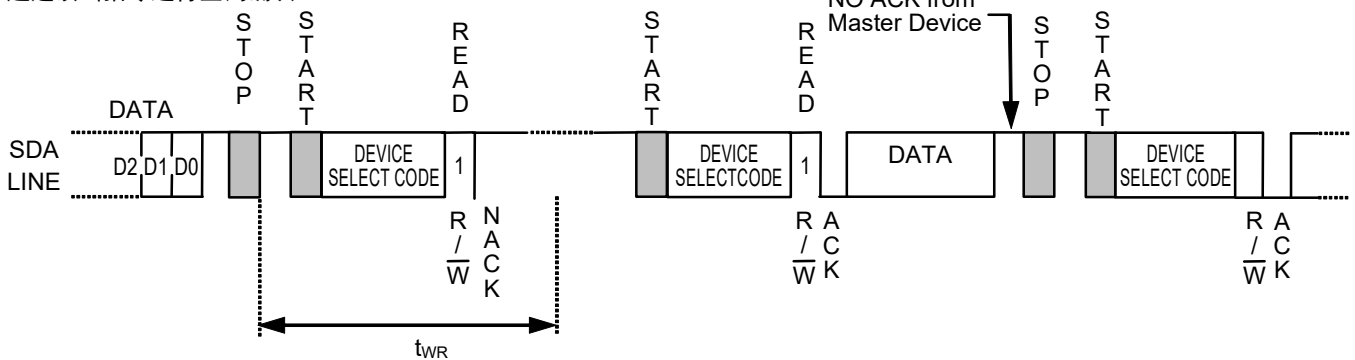 NO ACK from
Master Device
STOP
START
READ
START
READ
STOP
START
DATA
SDA
LINE
D2 D1 D0
DEVICE
SELECT CODE
1
DEVICE
SELECTCODE
1
DATA
DEVICE
SELECT CODE
R/W
NACK
R/W
ACK
R/W
ACK
tWR